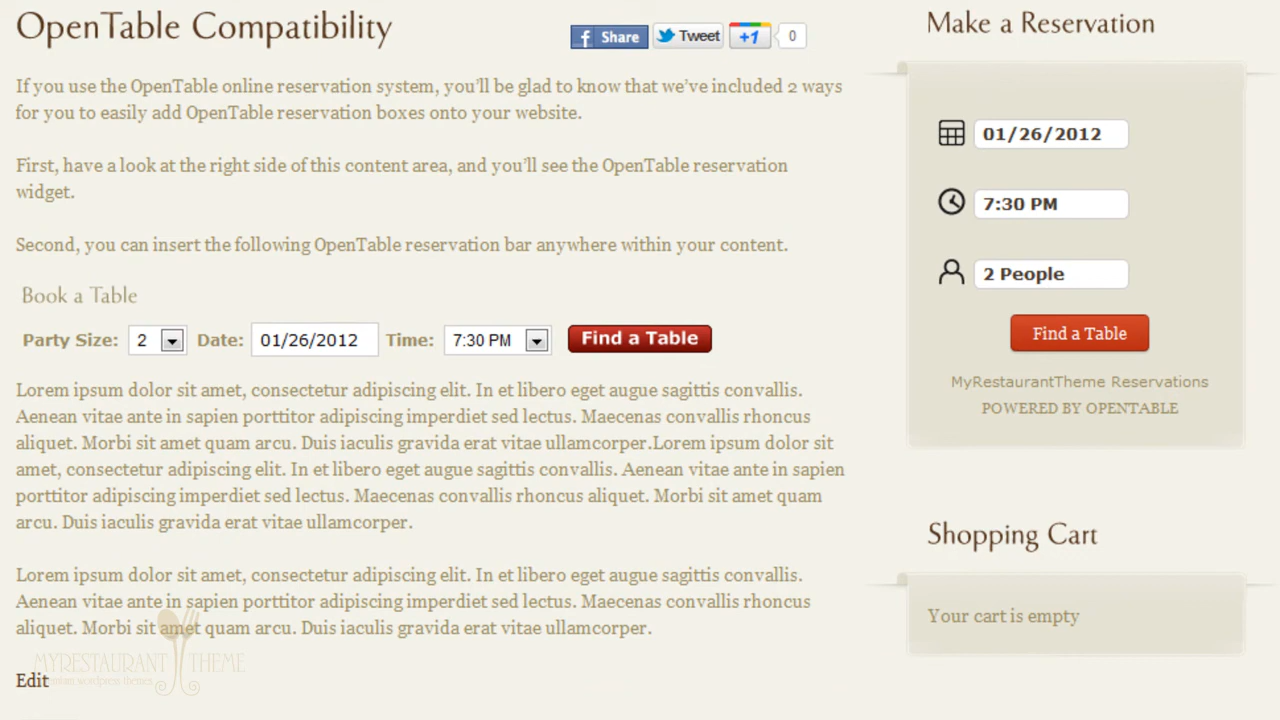 OpenTable Compatibility
Share
Tweet
+1
0
If you use the OpenTable online reservation system, you'll be glad to know that we've included 2 ways
for you to easily add OpenTable reservation boxes onto your website.
First, have a look at the right side of this content area, and you'll see the OpenTable reservation
widget.
Second, you can insert the following OpenTable reservation bar anywhere within your content.
Book a Table
Party Size: 2 Date: 01/26/2012 Time: 7:30 PM Find a Table
Lorem ipsum dolor sit amet, consectetur adipiscing elit. In et libero eget augue sagittis convallis.
Aenean vitae ante in sapien porttitor adipiscing imperdiet sed lectus. Maecenas convallis rhoncus
aliquet. Morbi sit amet quam arcu. Duis iaculis gravida erat vitae ullamcorper.Lorem ipsum dolor sit
amet, consectetur adipiscing elit. In et libero eget augue sagittis convallis. Aenean vitae ante in sapien
porttitor adipiscing imperdiet sed lectus. Maecenas convallis rhoncus aliquet. Morbi sit amet quam
arcu. Duis iaculis gravida erat vitae ullamcorper.
Lorem ipsum dolor sit amet, consectetur adipiscing elit. In et libero eget augue sagittis convallis.
Aenean vitae ante in sapien porttitor adipiscing imperdiet sed lectus. Maecenas convallis rhoncus
aliquet. Morbi sit amet quam arcu. Duis iaculis gravida erat vitae ullamcorper.
MYRESTAURANT THEME
wordpress themes
Edit
Make a Reservation
01/26/2012
7:30 PM
2 People
Find a Table
MyRestaurantTheme Reservations
POWERED BY OPENTABLE
Shopping Cart
Your cart is empty